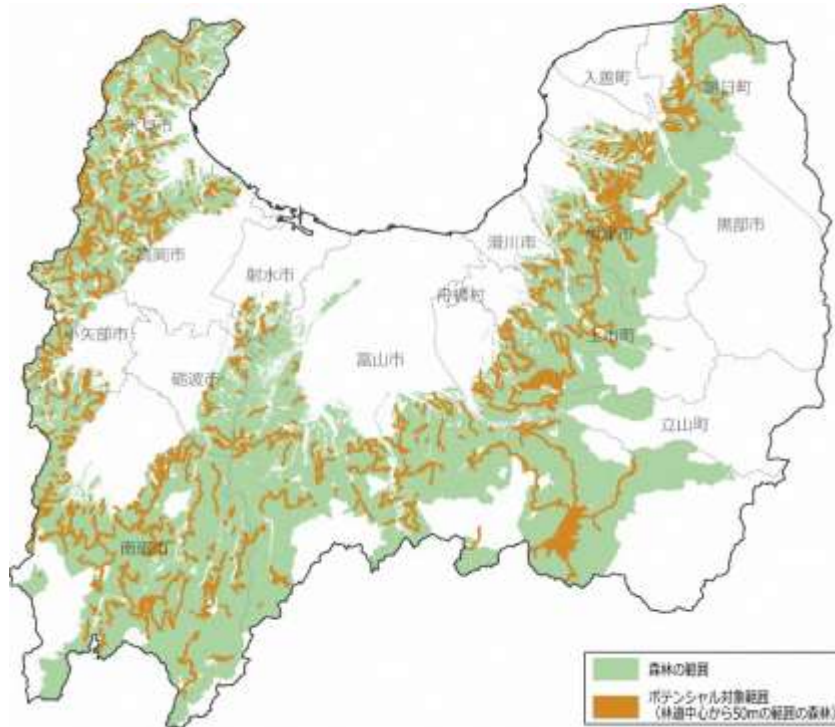 入善町
朝日町
氷見市
黒部市
魚津市
滑川市
高岡市
射水市
舟橋村
小矢部市
上市町
富山市
砺波市
立山町
南砺市
森林の範囲
ポテンシャル対象範囲
（林道中心から50mの範囲の森林）